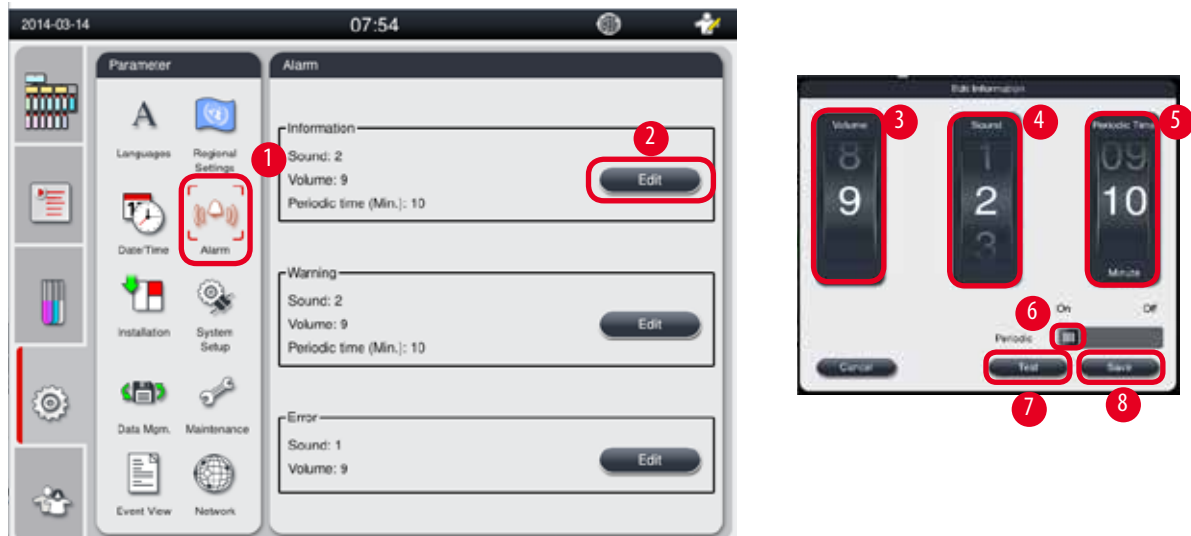 2014-03-14
07:54
Parameter
A
Languages
Regional
Settings
Date/Time
Alarm
Installation
System
Setup
Data Mgm.
Maintenance
Event View
Network
1
Alarm
Information
Sound: 2
Volume: 9
Periodic time (Min.): 10
2
Edit
Warning
Sound: 2
Volume: 9
Periodic time (Min.): 10
Edit
Error
Sound: 1
Volume: 9
Edit
Edit Information
Volume
3
Sound
4
Periodic Time
5
8
1
09
9
2
10
3
Minute
6
On
Off
Periodic
Cancel
Test
Save
7
8